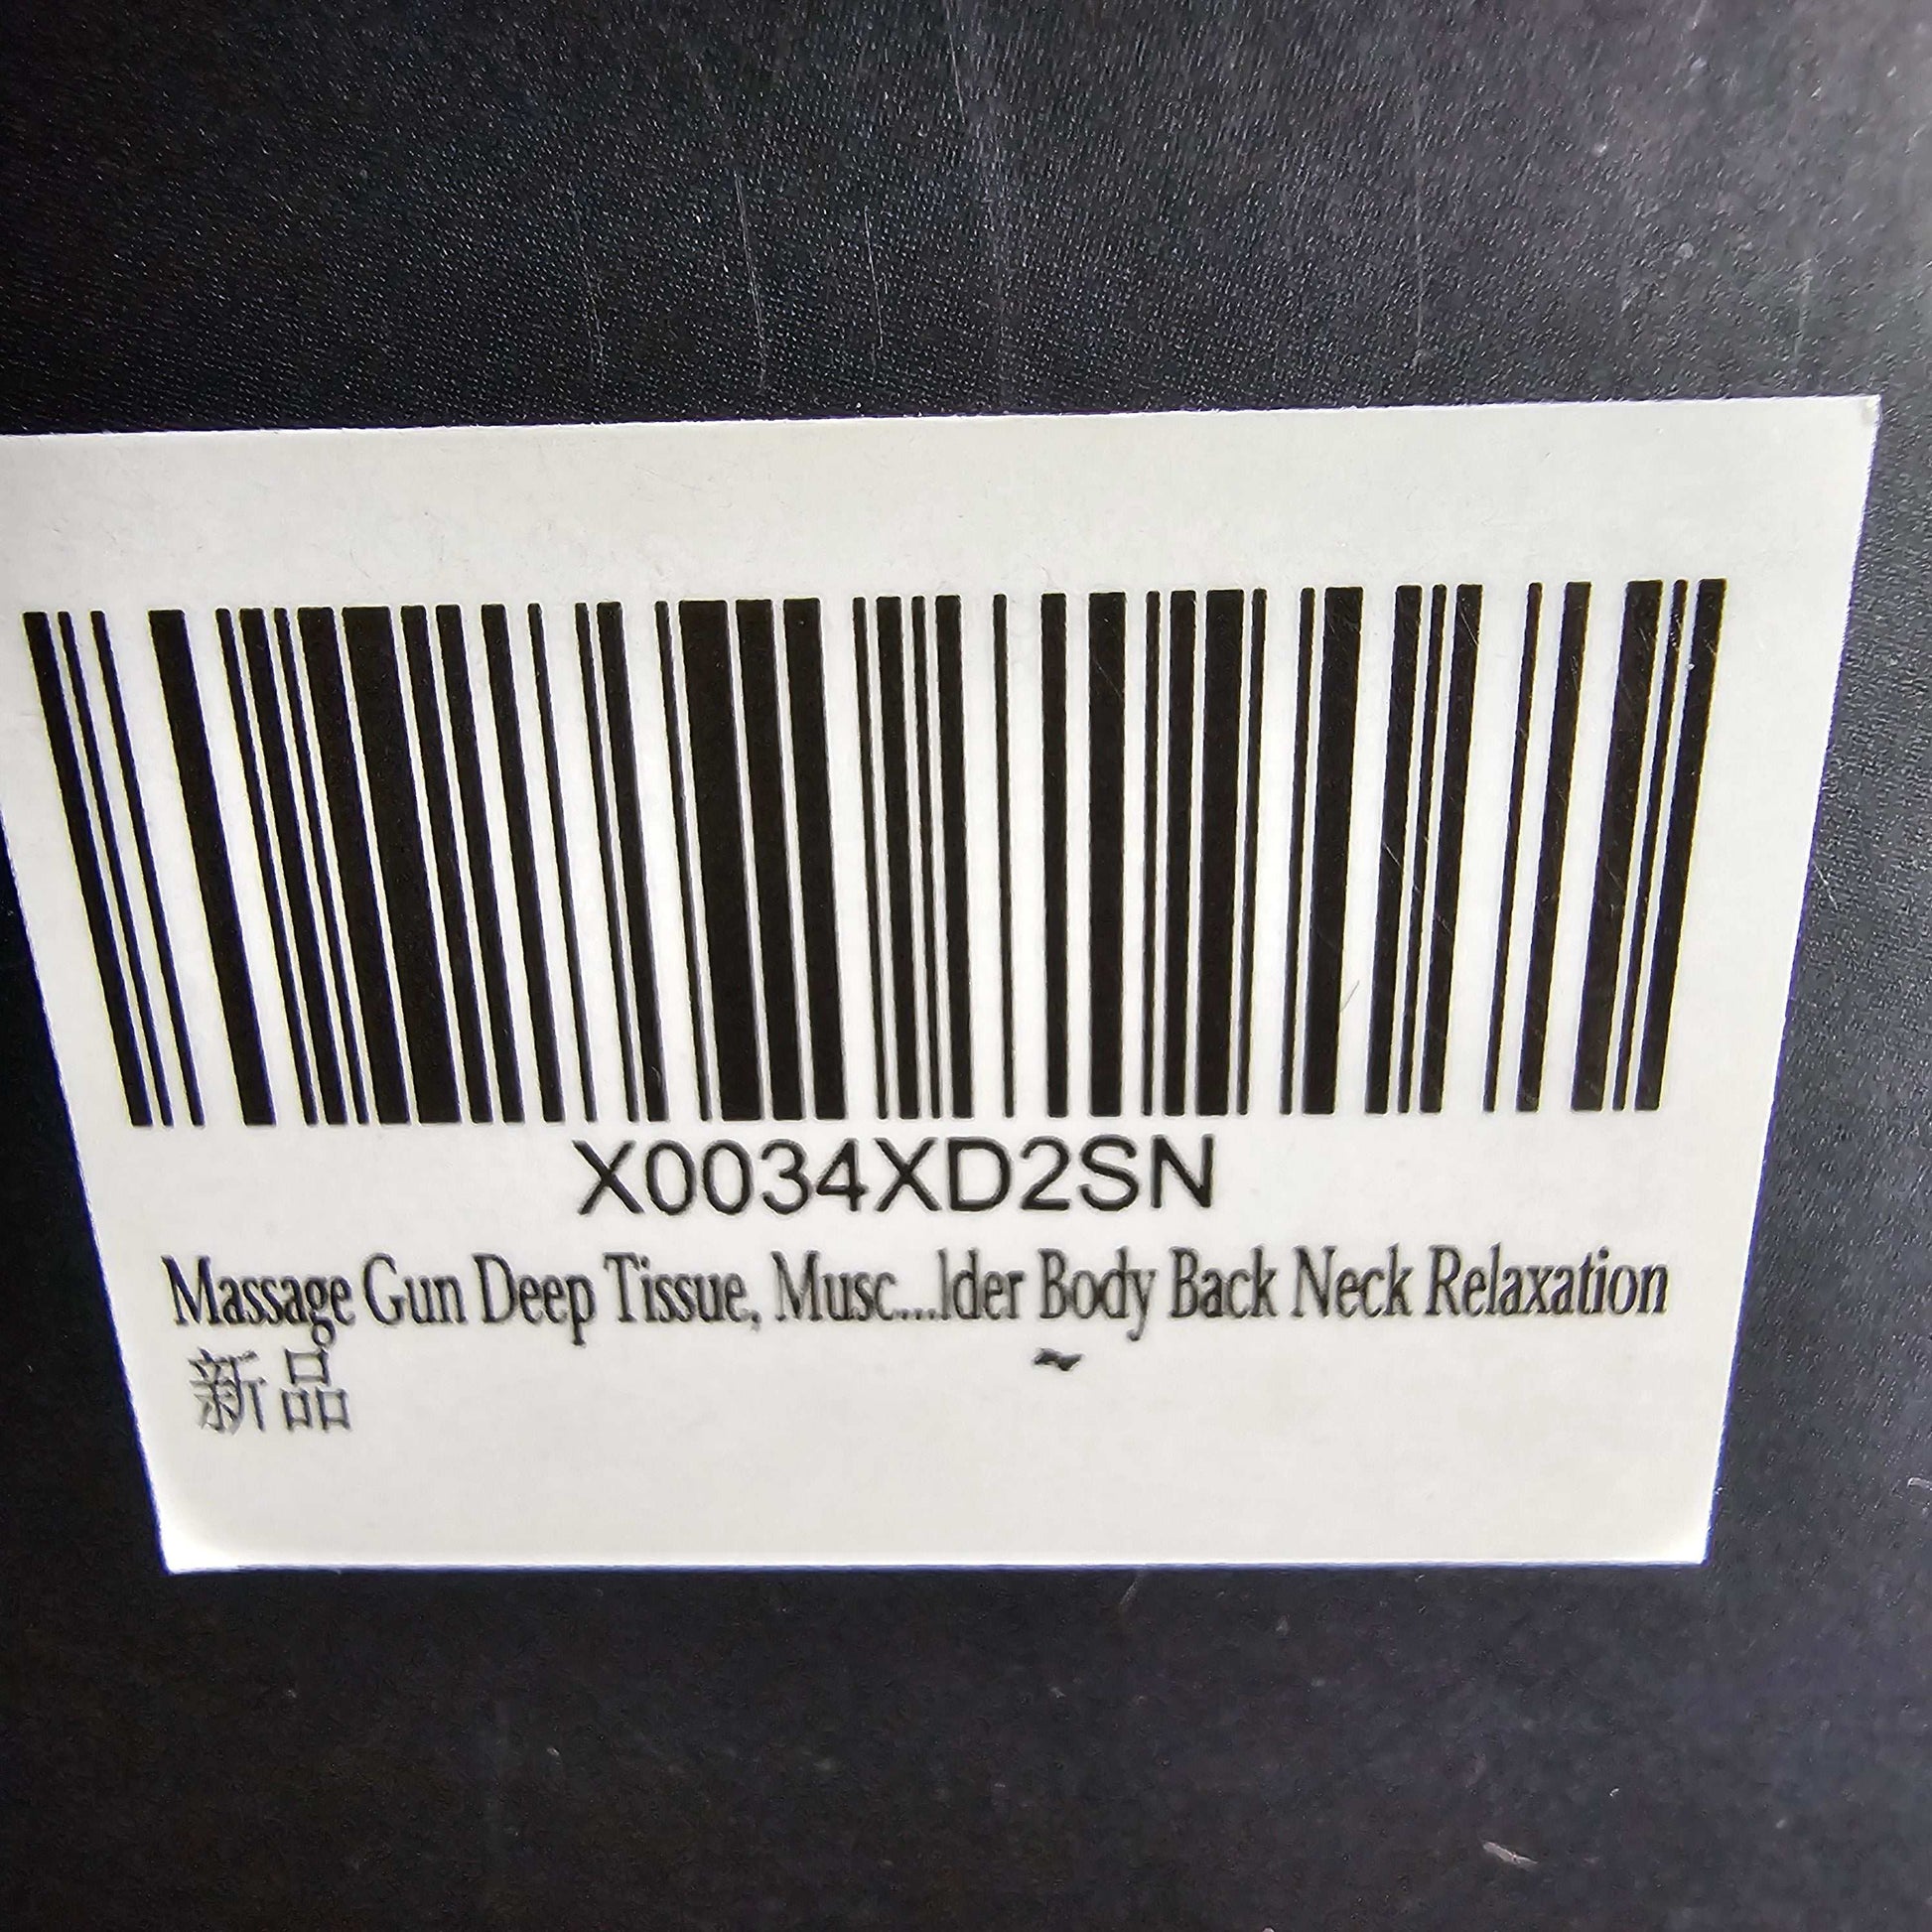 X0034XD2SN
Massage Gun Deep Tissue, Musc...lder Body Back Neck Relaxation
新品